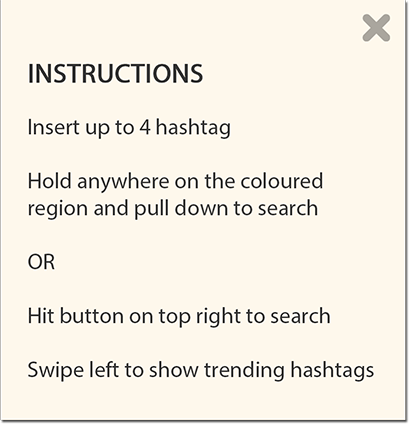 INSTRUCTIONS
Insert up to 4 hashtag
Hold anywhere on the coloured
region and pull down to search
OR
Hit button on top right to search
Swipe left to show trending hashtags